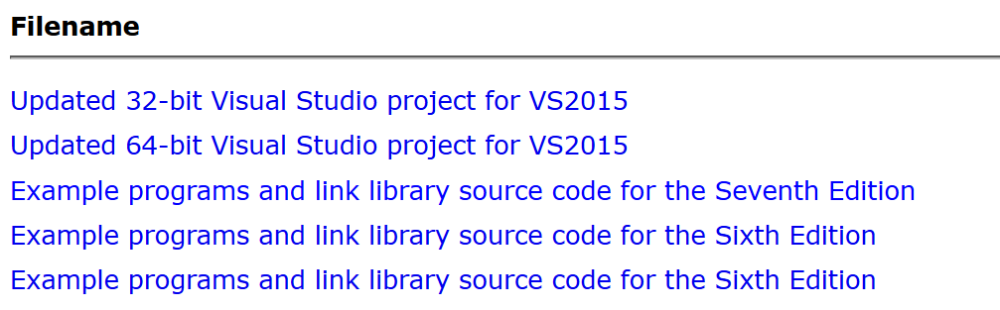 Filename
Updated 32-bit Visual Studio project for VS2015
Updated 64-bit Visual Studio project for VS2015
Example programs and link library source code for the Seventh Edition
Example programs and link library source code for the Sixth Edition
Example programs and link library source code for the Sixth Edition